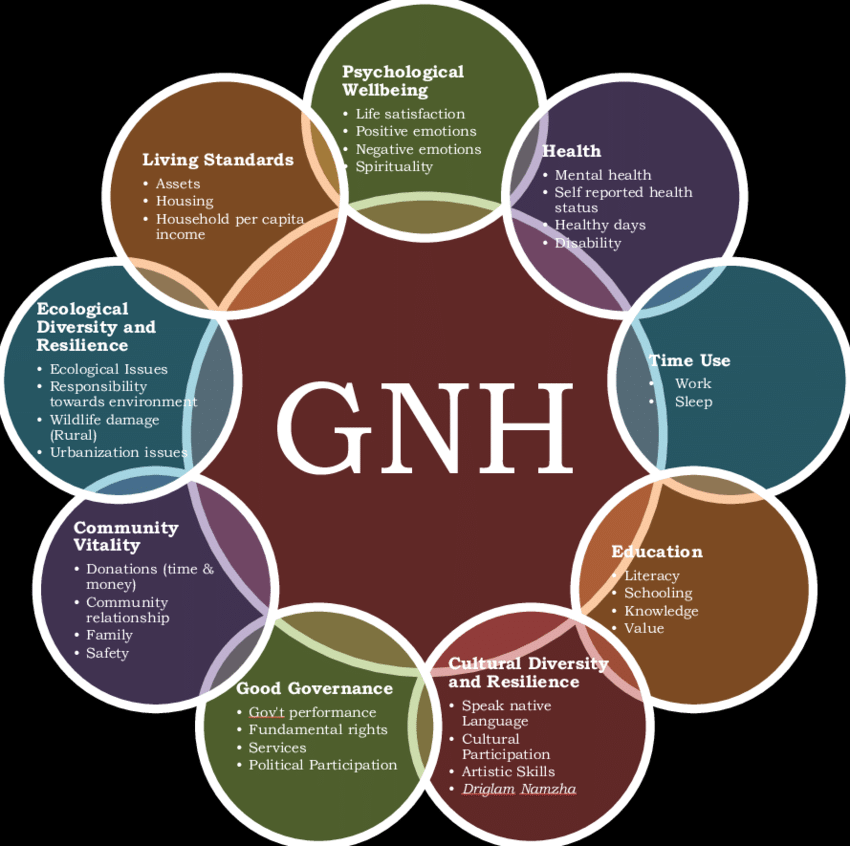 Psychological
Wellbeing
• Life satisfaction
• Positive emotions
• Negative emotions
• Spirituality
Health
• Mental health
• Self reported health
status
• Healthy days
• Disability
Time Use
• Work
• Sleep
Education
• Literacy
• Schooling
• Knowledge
• Value
Cultural Diversity
and Resilience
• Speak native
Language
• Cultural
Participation
• Artistic Skills
• Driglam Namzha
Good Governance
• Gov't performance
• Fundamental rights
• Services
• Political Participation
Community
Vitality
• Donations (time &
money)
• Community
relationship
• Family
• Safety
Ecological
Diversity and
Resilience
• Ecological Issues
• Responsibility
towards environment
• Wildlife damage
(Rural)
• Urbanization issues
Living Standards
• Assets
• Housing
• Household per capita
income
GNH